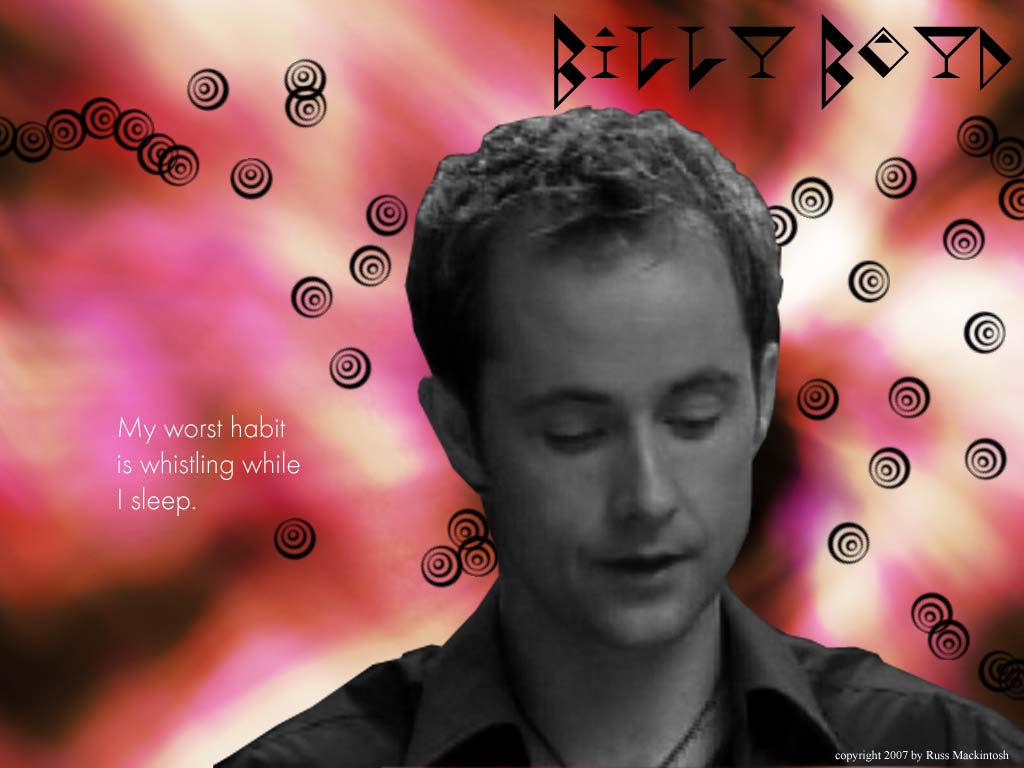 Billy Boyd
My worst habit
is whistling while
I sleep.
copyright 2007 by Russ Mackintosh